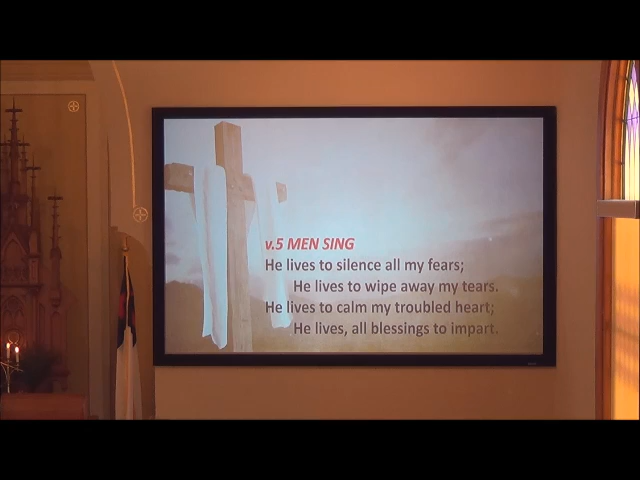 v.5 MEN SING
He lives to silence all my fears;
He lives to wipe away my tears.
He lives to calm my troubled heart;
He lives, all blessings to impart.